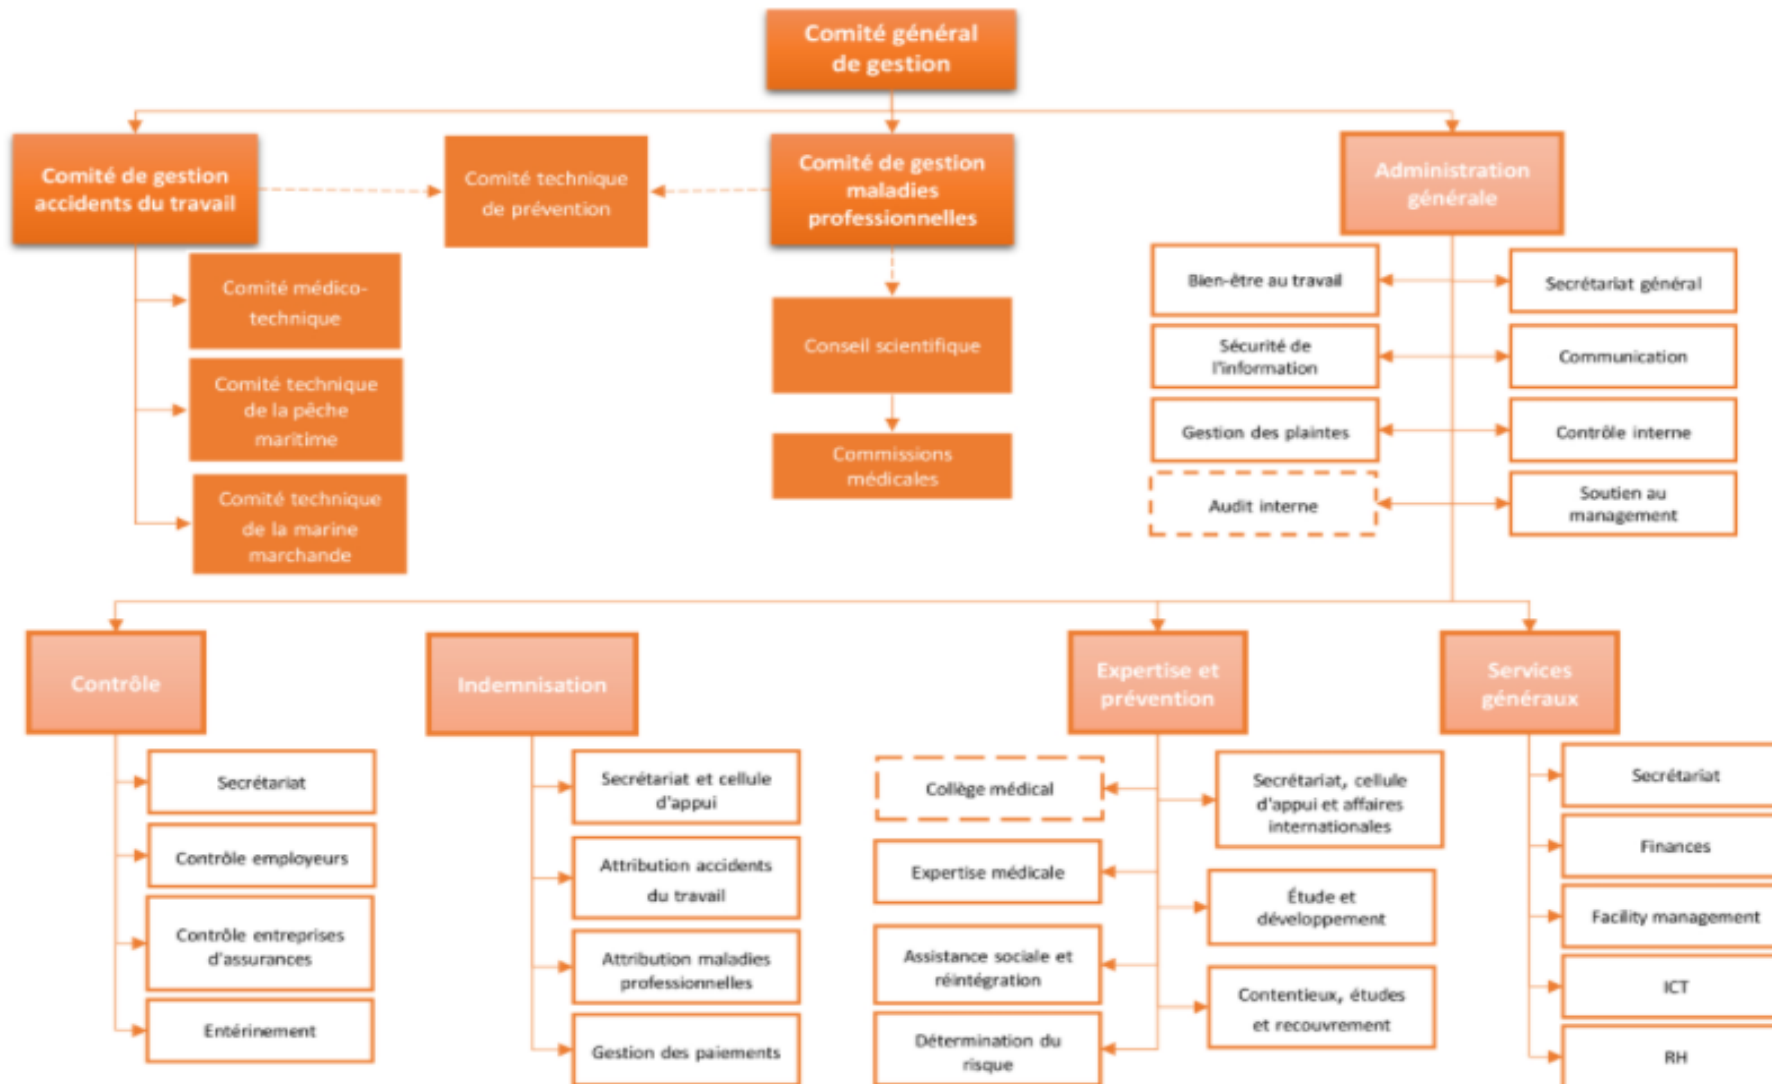 Comité général
de gestion
Comité de gestion
accidents du travail
Comité technique
de prévention
Comité de gestion
maladies
professionnelles
Administration
générale
Comité médico-
technique
Comité technique
de la pêche
maritime
Comité technique
de la marine
marchande
Conseil scientifique
Commissions
médicales
Bien-être au travail
Secrétariat général
Sécurité de
l'information
Communication
Gestion des plaintes
Contrôle interne
Audit interne
Soutien au
management
Contrôle
Secrétariat
Contrôle employeurs
Contrôle entreprises
d'assurances
Entérinement
Indemnisation
Secrétariat et cellule
d'appui
Attribution accidents
du travail
Attribution maladies
professionnelles
Gestion des paiements
Expertise et
prévention
Collège médical
Secrétariat, cellule
d'appui et affaires
internationales
Expertise médicale
Étude et
développement
Assistance sociale et
réintégration
Contentieux, études
et recouvrement
Détermination du
risque
Services
généraux
Secrétariat
Finances
Facility management
ICT
RH